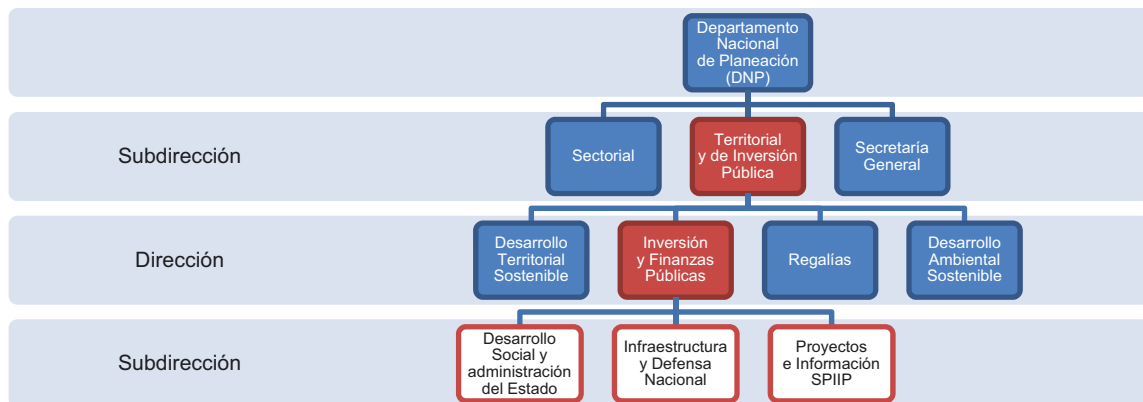 Departamento
Nacional
de Planeación
(DNP)
Subdirección
Sectorial
Territorial
y de Inversión
Pública
Secretaría
General
Dirección
Desarrollo
Territorial
Sostenible
Inversión
y Finanzas
Públicas
Regalías
Desarrollo
Ambiental
Sostenible
Subdirección
Desarrollo
Social y
administración
del Estado
Infraestructura
y Defensa
Nacional
Proyectos
e Información
SPIIP